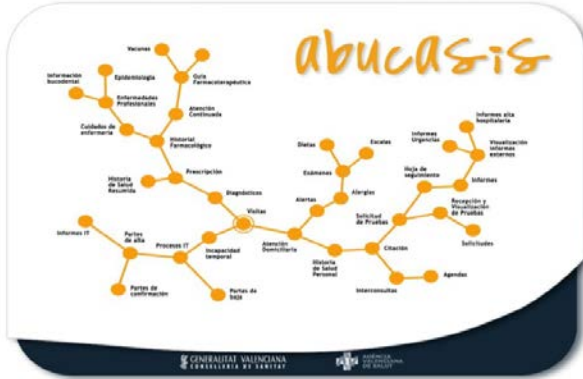 abucasis
Vacunas
Guía
Farmacoterapéutica
Información
bucodental
Epidemiología
Enfermedades
Profesionales
Atención
Continuada
Cuidados de
enfermería
Historial
Farmacológico
Prescripción
Historia
de Salud
Resumida
Diagnósticos
Visitas
Dietas
Escalas
Exámenes
Alertas
Alergias
Informes alta
hospitalaria
Informes
Urgencias
Visualización
informes
externos
Hoja de
seguimiento
Informes
Solicitud
de Pruebas
Recepción y
Visualización
de Pruebas
Solicitudes
Informes IT
Partes
de alta
Procesos IT
Incapacidad
temporal
Atención
Domiciliaria
Historia
de Salud
Personal
Citación
Agendas
Interconsultas
Partes de
confirmación
Partes de
baja
GENERALITAT VALENCIANA
CONSELLERIA DE SANITAT
AGÈNCIA
VALENCIANA
DE SALUT